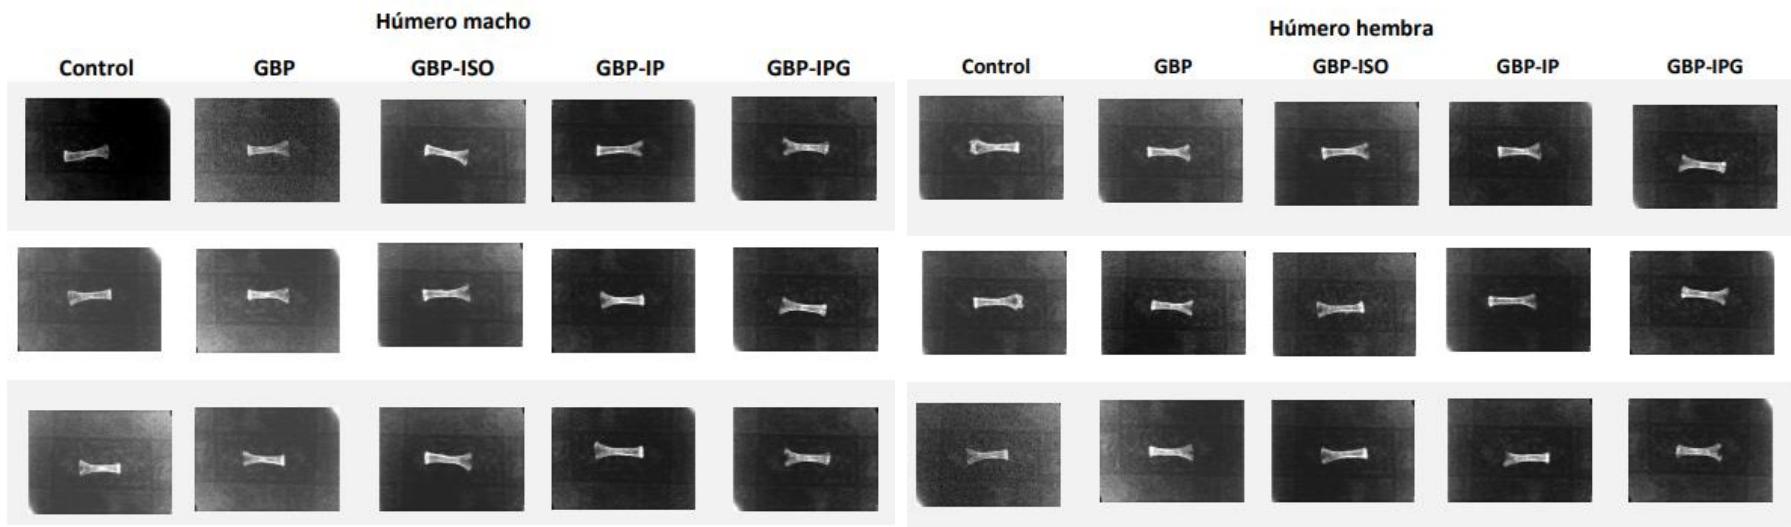 Húmero macho
Control GBP GBP-ISO GBP-IP GBP-IPG
Húmero hembra
Control GBP GBP-ISO GBP-IP GBP-IPG